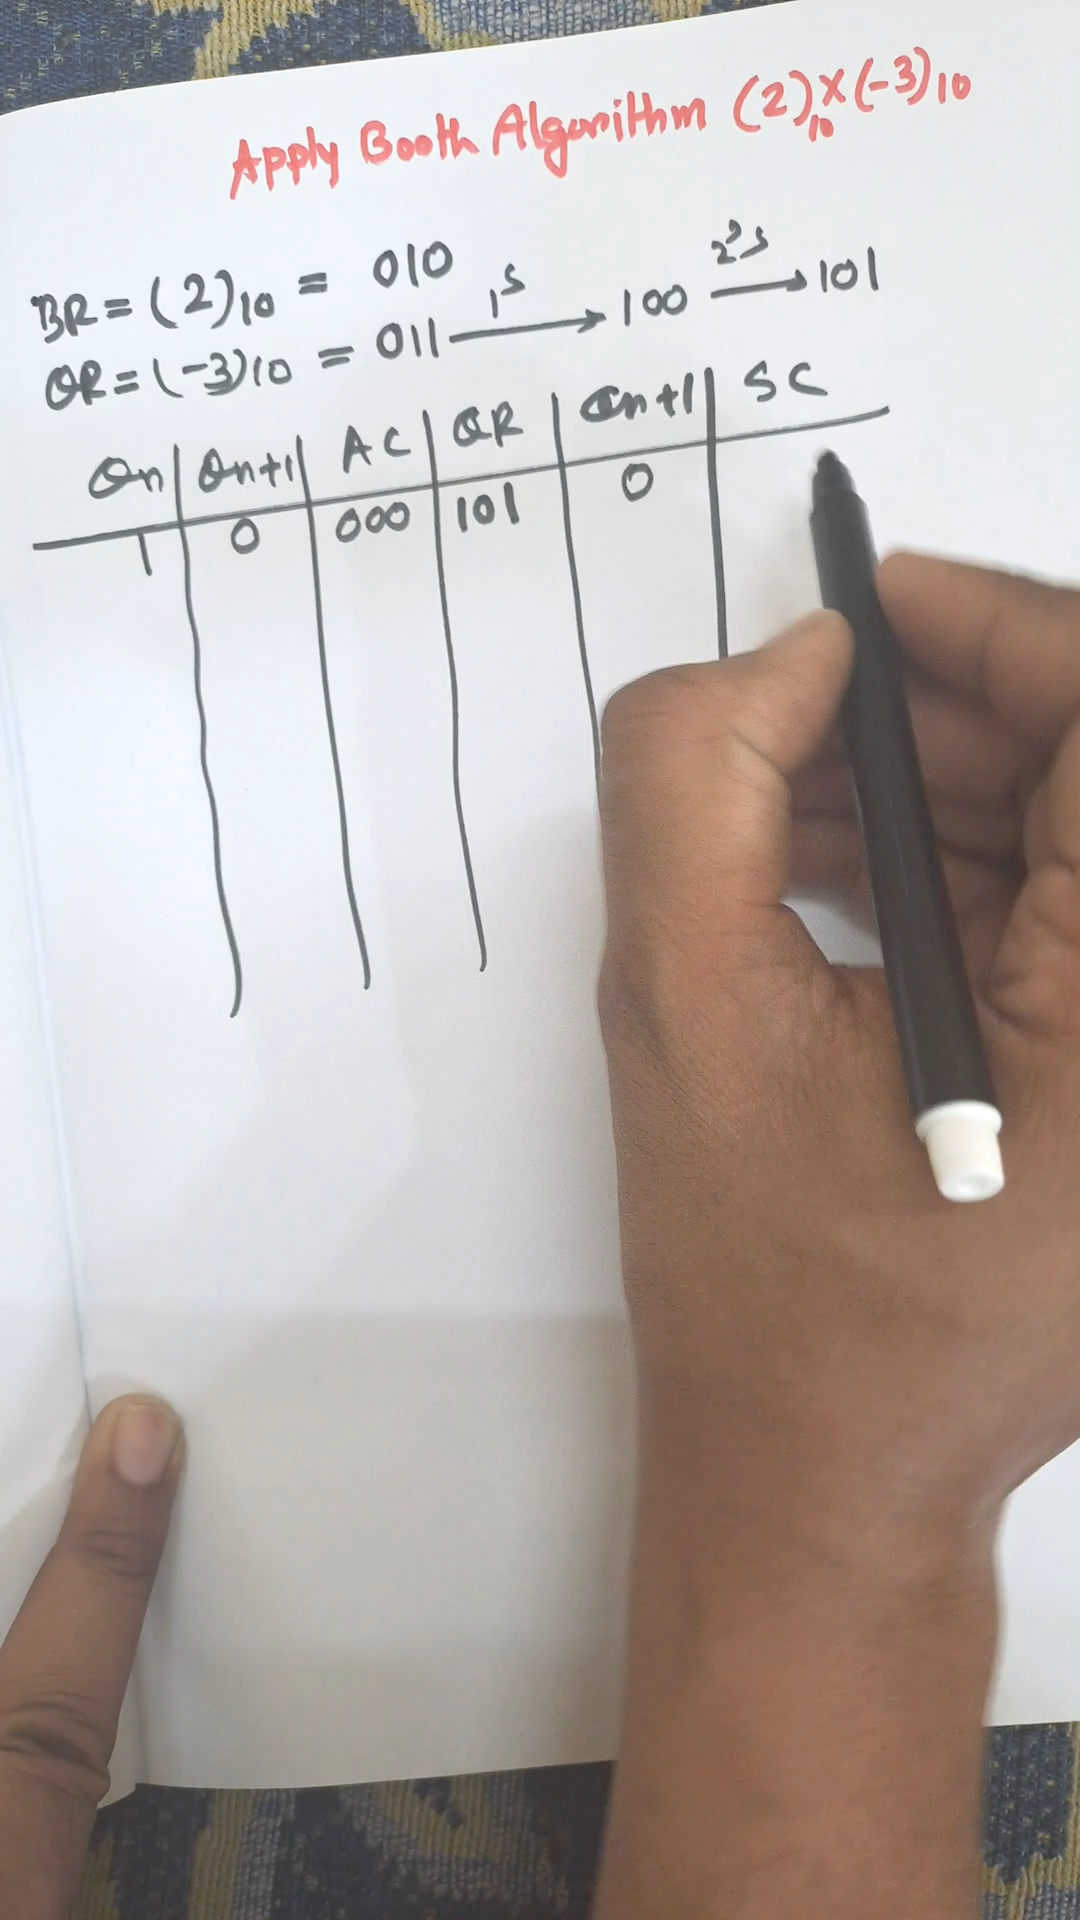 Apply Booth Algorithm (2)10 × (-3)10
BR = (2)10 = 010
QR = (-3)10 = 011 1's → 100 2's → 101
Qn Qn+1 AC QR Qn+1 SC
1 0 000 101 0